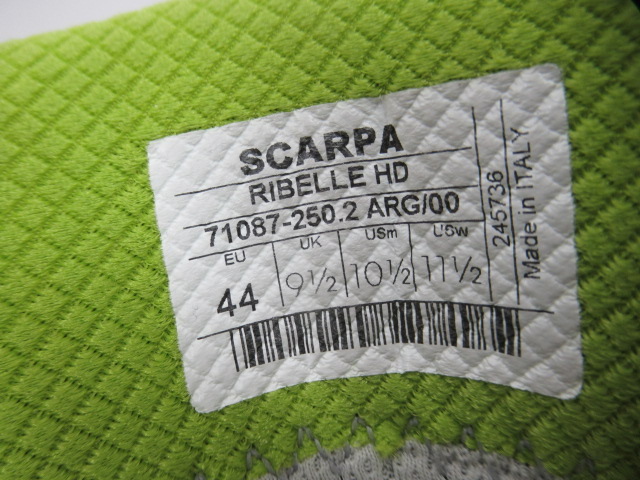 SCARPA
RIBELLE HD
71087-250.2 ARG/00
EU UK USm USw
44 9½ 10½ 11½
245736
Made in ITALY